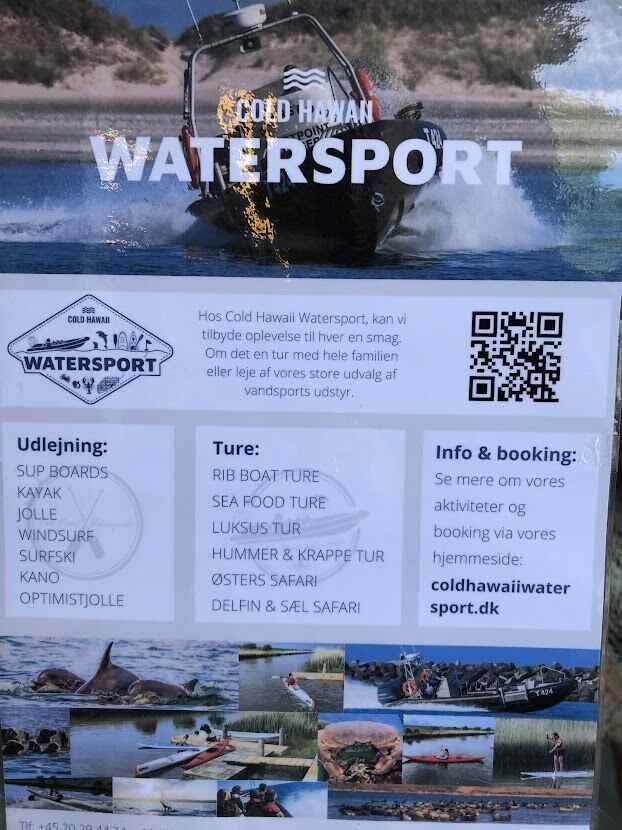 COLD HAWAII
WATERSPORT
COLD HAWAII
WATERSPORT
Hos Cold Hawaii Watersport, kan vi
tilbyde oplevelse til hver en smag.
Om det en tur med hele familien
eller leje af vores store udvalg af
vandsports udstyr.
Udlejning:
SUP BOARDS
KAYAK
JOLLE
WINDSURF
SURFSKI
KANO
OPTIMISTJOLLE
Ture:
RIB BOAT TURE
SEA FOOD TURE
LUKSUS TUR
HUMMER & KRAPPE TUR
ØSTERS SAFARI
DELFIN & SÆL SAFARI
Info & booking:
Se mere om vores
aktiviteter og
booking via vores
hjemmeside:
coldhawaiiwater
sport.dk
T 424